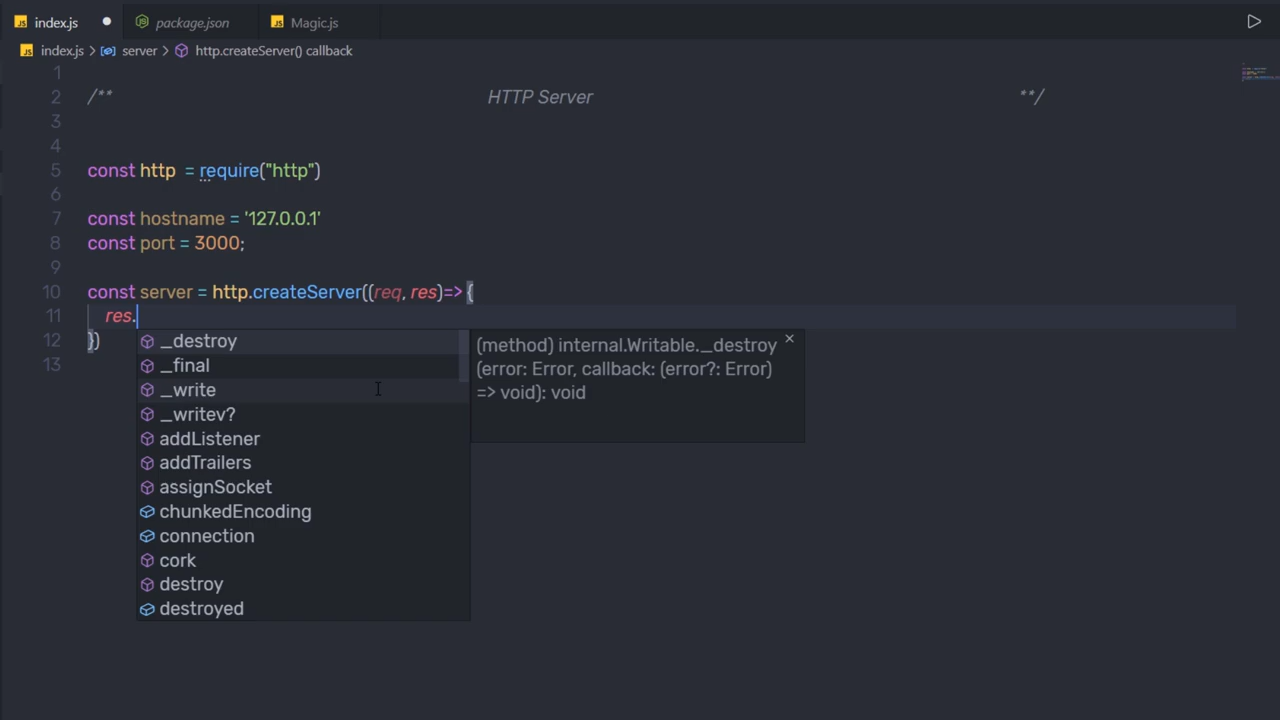 index.js
package.json
Magic.js
index.js > server > http.createServer() callback
1
2 /** HTTP Server **/
3
4
5 const http = require("http")
6
7 const hostname = '127.0.0.1'
8 const port = 3000;
9
10 const server = http.createServer((req, res)=> {
11 res.
12 })
13
_destroy
_final
_write
_writev?
addListener
addTrailers
assignSocket
chunkedEncoding
connection
cork
destroy
destroyed
(method) internal.Writable._destroy
(error: Error, callback: (error?: Error)
=> void): void